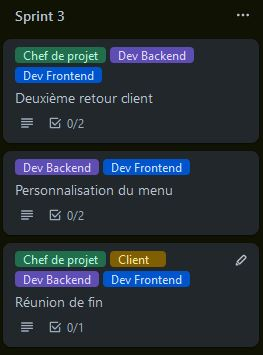 Sprint 3
Chef de projet Dev Backend
Dev Frontend
Deuxième retour client
0/2
Dev Backend Dev Frontend
Personnalisation du menu
0/2
Chef de projet Client
Dev Backend Dev Frontend
Réunion de fin
0/1